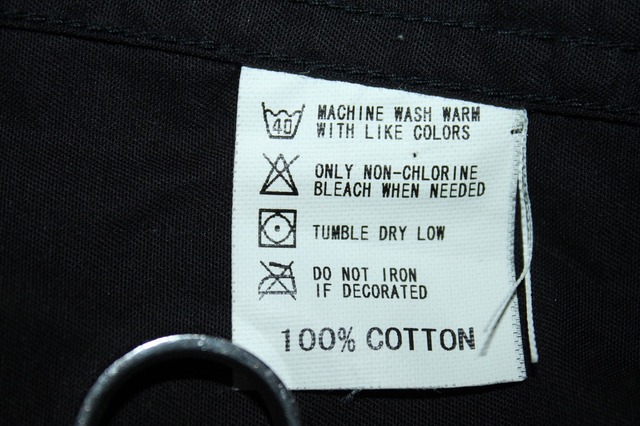 40 MACHINE WASH WARM
WITH LIKE COLORS
ONLY NON-CHLORINE
BLEACH WHEN NEEDED
TUMBLE DRY LOW
DO NOT IRON
IF DECORATED
100% COTTON